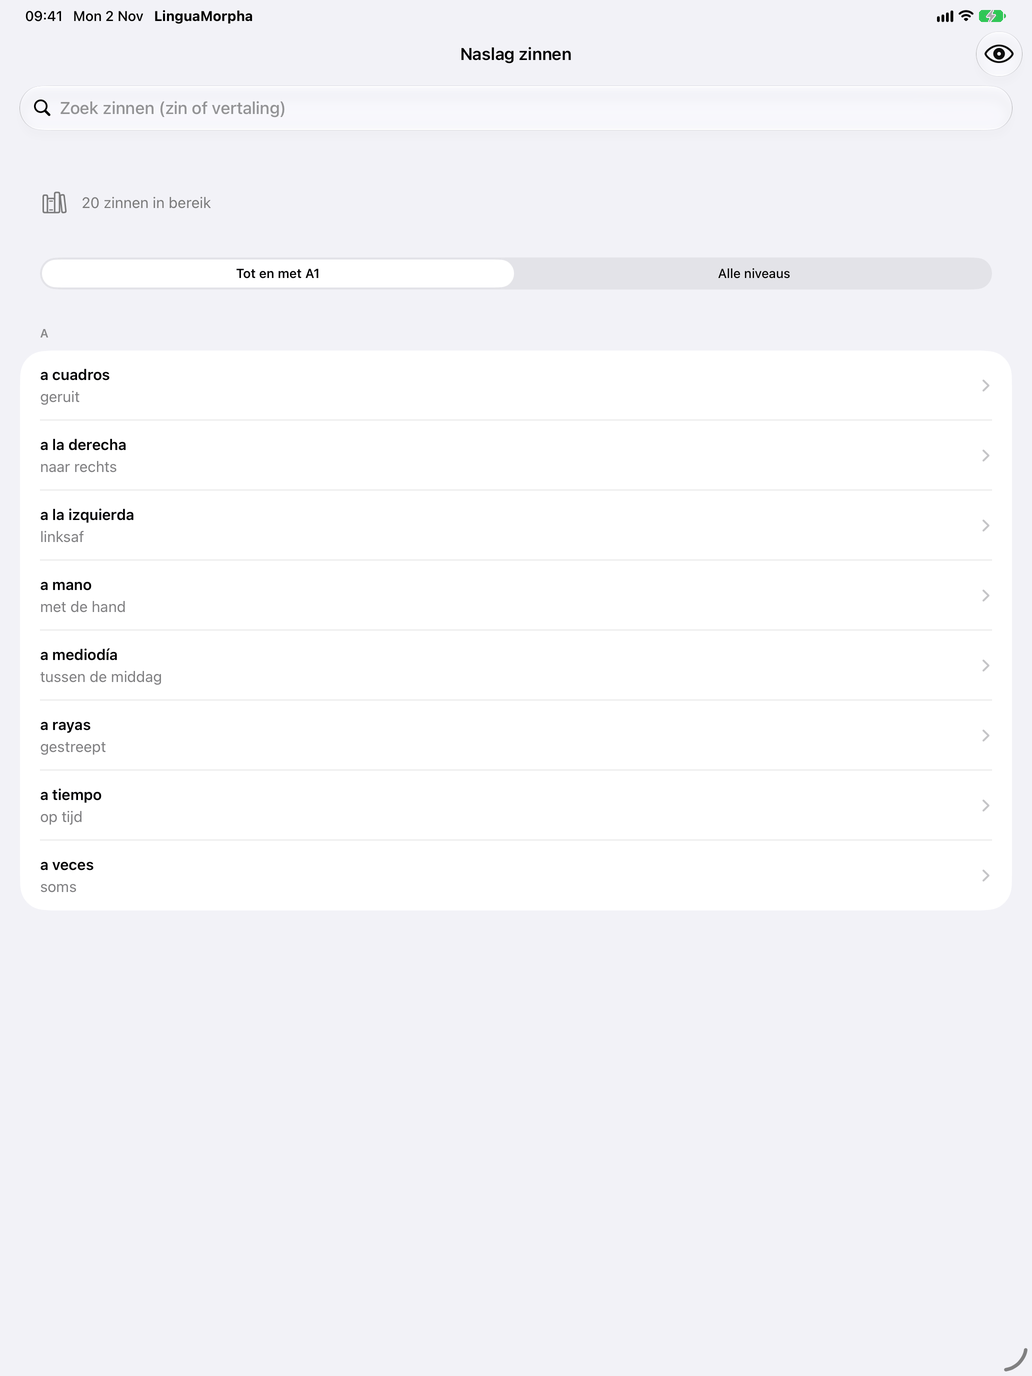 09:41 Mon 2 Nov LinguaMorpha
Naslag zinnen
Zoek zinnen (zin of vertaling)
20 zinnen in bereik
Tot en met A1
Alle niveaus
A
a cuadros
geruit
a la derecha
naar rechts
a la izquierda
linksaf
a mano
met de hand
a mediodía
tussen de middag
a rayas
gestreept
a tiempo
op tijd
a veces
soms